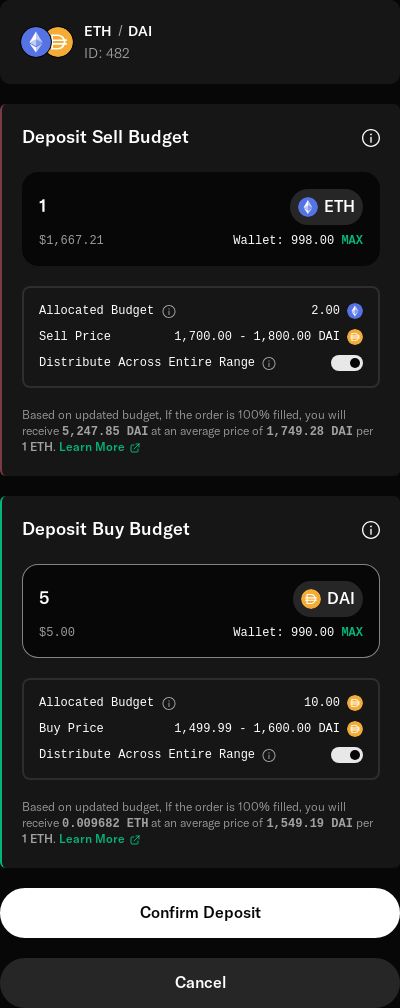 ETH / DAI
ID: 482
Deposit Sell Budget
1
ETH
$1,667.21
Wallet: 998.00 MAX
Allocated Budget
2.00
Sell Price
1,700.00 - 1,800.00 DAI
Distribute Across Entire Range
Based on updated budget, If the order is 100% filled, you will
receive 5,247.85 DAI at an average price of 1,749.28 DAI per
1 ETH. Learn More
Deposit Buy Budget
5
DAI
$5.00
Wallet: 990.00 MAX
Allocated Budget
10.00
Buy Price
1,499.99 - 1,600.00 DAI
Distribute Across Entire Range
Based on updated budget, If the order is 100% filled, you will
receive 0.009682 ETH at an average price of 1,549.19 DAI per
1 ETH. Learn More
Confirm Deposit
Cancel